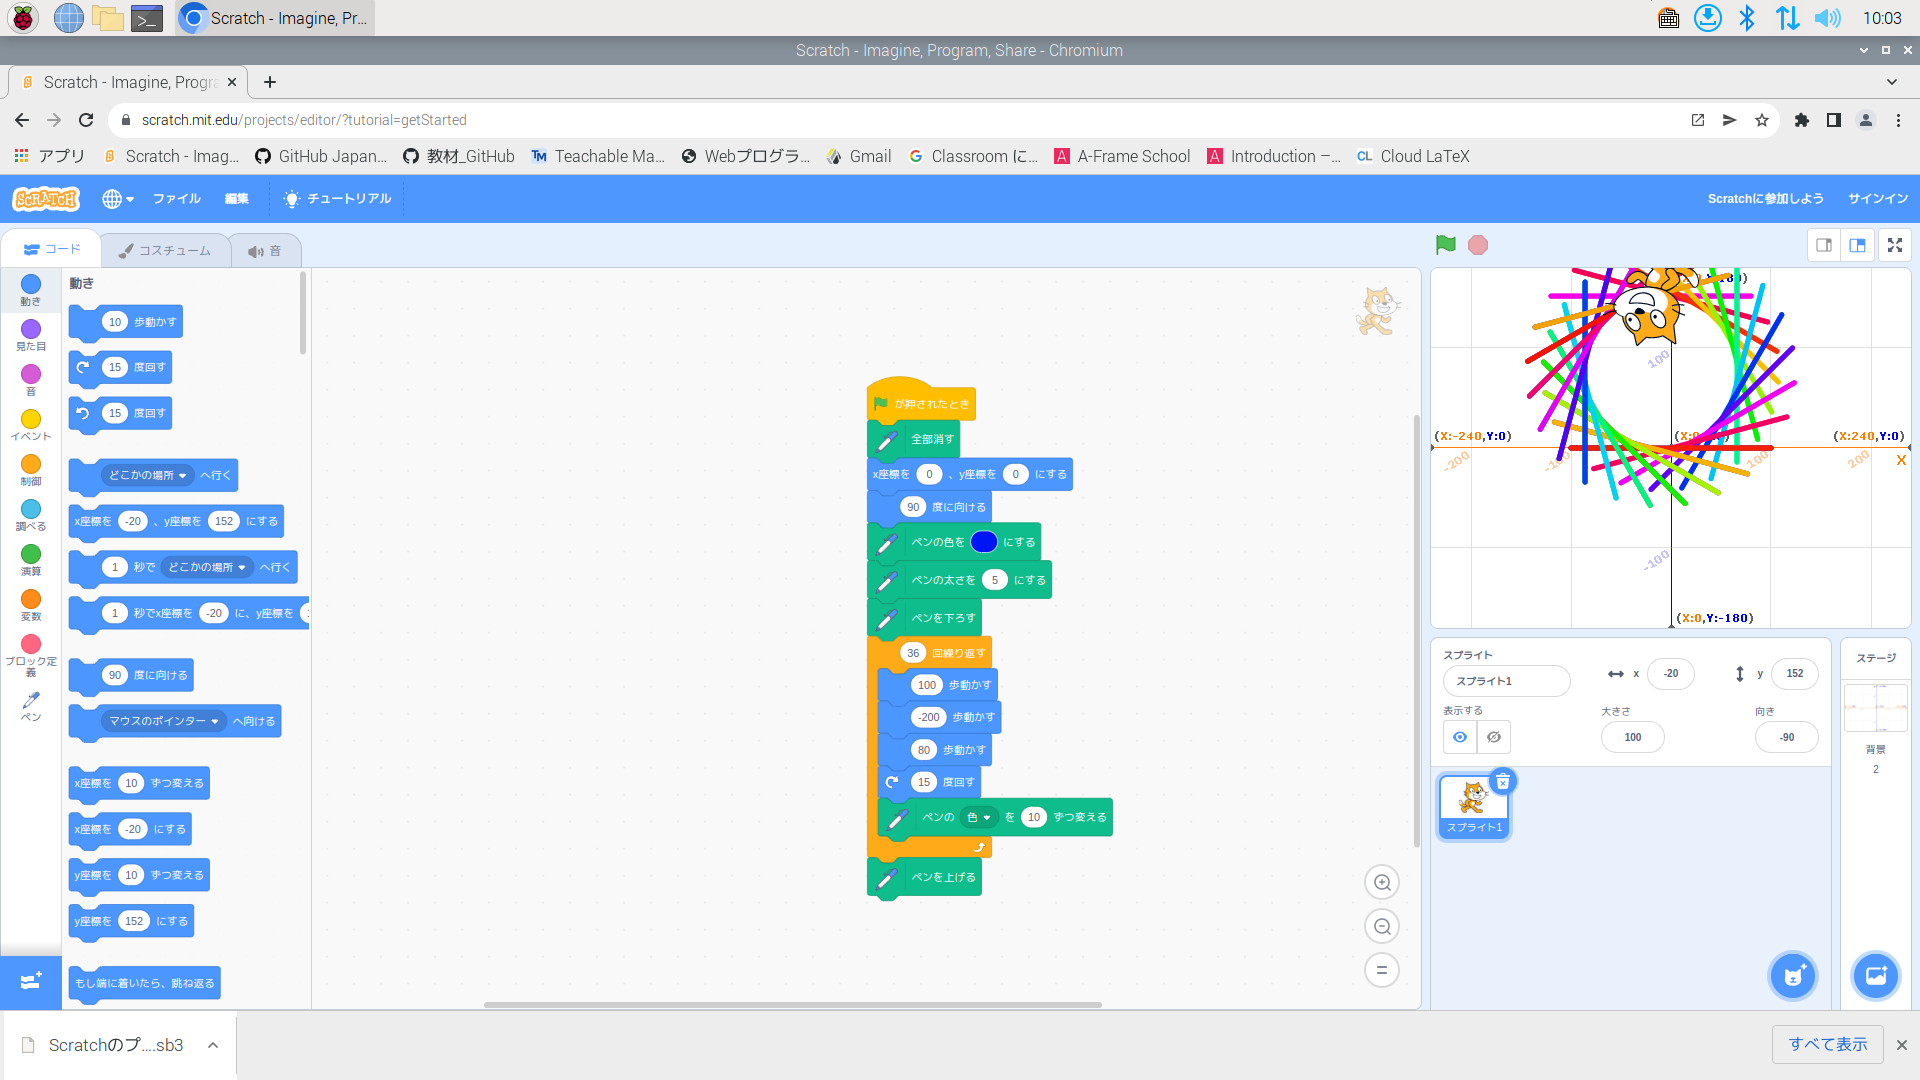 Scratch - Imagine, Pr...
10:03
Scratch - Imagine, Program, Share - Chromium
Scratch - Imagine, Progra
scratch.mit.edu/projects/editor/?tutorial=getStarted
アプリ
Scratch - Imag...
GitHub Japan...
教材_GitHub
TM
Teachable Ma...
Webプログラ...
Gmail
G
Classroom に...
A
A-Frame School
A
Introduction –...
CL
Cloud LaTeX
SCRATCH
ファイル
編集
チュートリアル
Scratchに参加しよう
サインイン
コード
コスチューム
音
動き
見た目
音
イベント
制御
調べる
演算
変数
ブロック定
義
ペン
動き
10 歩動かす
15 度回す
15 度回す
どこかの場所 へ行く
x座標を -20 、y座標を 152 にする
1 秒で どこかの場所 へ行く
1 秒でx座標を -20 に、y座標を
90 度に向ける
マウスのポインター へ向ける
x座標を 10 ずつ変える
x座標を -20 にする
y座標を 10 ずつ変える
y座標を 152 にする
もし端に着いたら、跳ね返る
が押されたとき
全部消す
x座標を 0 、y座標を 0 にする
90 度に向ける
ペンの色を にする
ペンの太さを 5 にする
ペンを下ろす
36 回繰り返す
100 歩動かす
-200 歩動かす
80 歩動かす
15 度回す
ペンの 色 を 10 ずつ変える
ペンを上げる
100
(X:-240,Y:0)
(X:240,Y:0)
-200
100
200
X
-100
(X:0,Y:-180)
スプライト
スプライト1
x
-20
y
152
表示する
大きさ
100
向き
-90
スプライト1
ステージ
背景
2
Scratchのプ....sb3
すべて表示